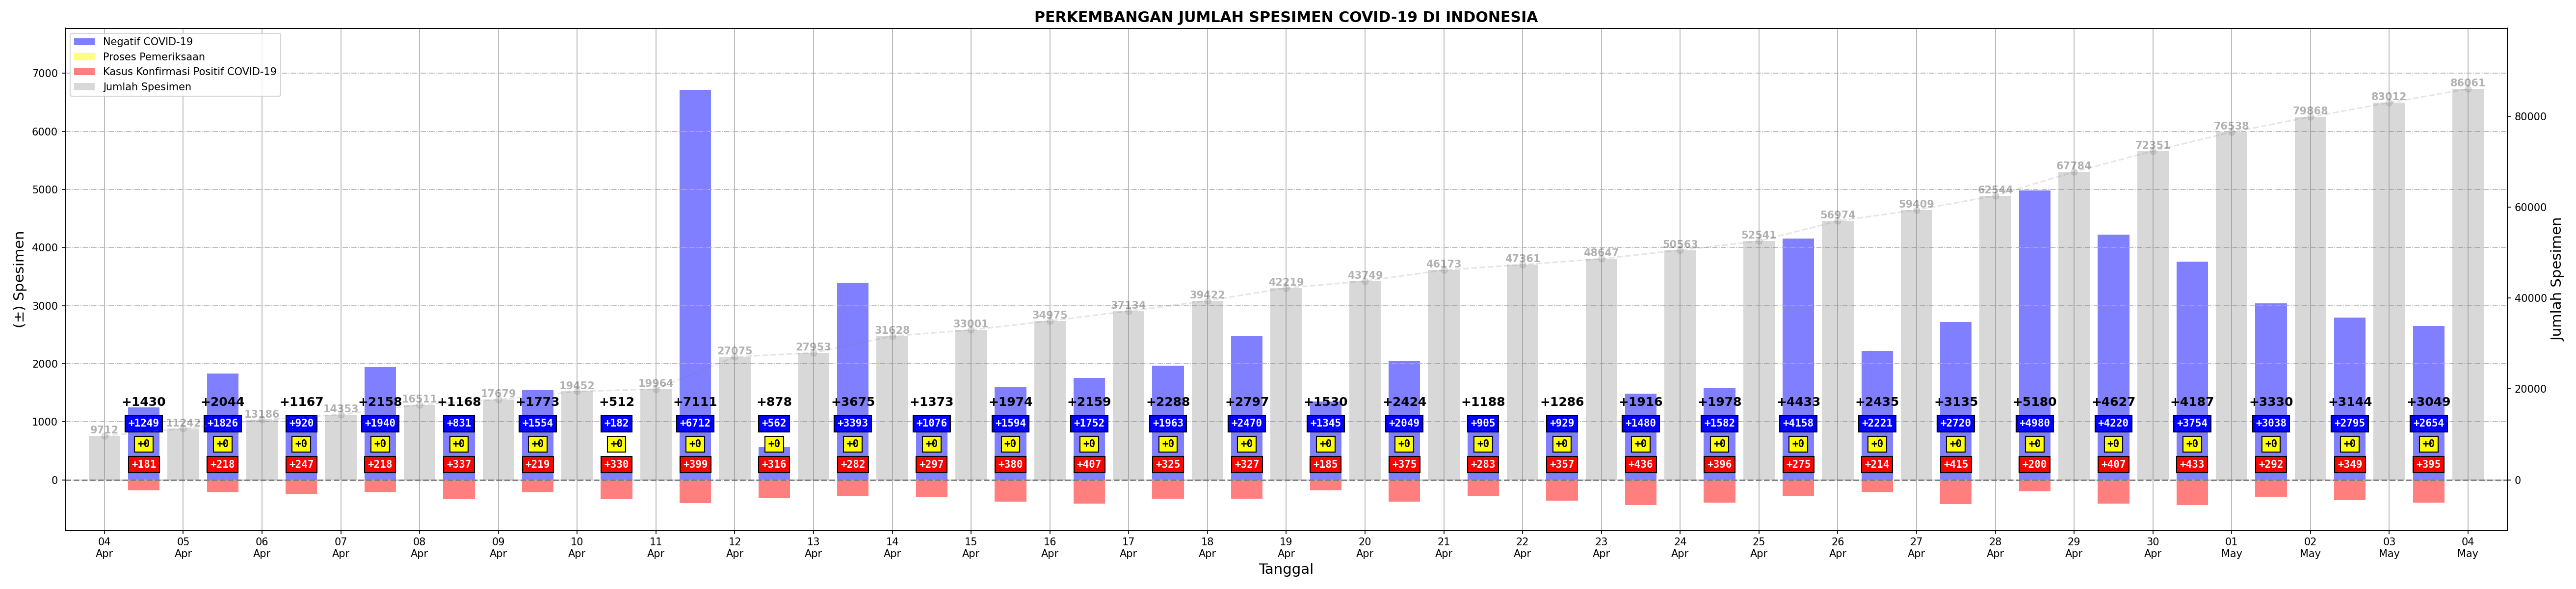 PERKEMBANGAN JUMLAH SPESIMEN COVID-19 DI INDONESIA
Negatif COVID-19
Proses Pemeriksaan
Kasus Konfirmasi Positif COVID-19
Jumlah Spesimen
(±) Spesimen
7000
6000
5000
4000
3000
2000
1000
0
9712 11242 13186 14353 16511 17679 19452 19964 27075 27953 31628 33001 34975 37134 39422 42219 43749 46173 47361 48647 50563 52541 56974 59409 62544 67784 72351 76538 79868 83012 86061
+1430 +2044 +1167 +2158 +1168 +1773 +512 +7111 +878 +3675 +1373 +1974 +2159 +2288 +2797 +1530 +2424 +1188 +1286 +1916 +1978 +4433 +2435 +3135 +5180 +4627 +4187 +3330 +3144 +3049
+1249 +1826 +920 +1940 +831 +1554 +182 +6712 +562 +3393 +1076 +1594 +1752 +1963 +2470 +1345 +2049 +905 +929 +1480 +1582 +4158 +2221 +2720 +4980 +4220 +3754 +3038 +2795 +2654
+0 +0 +0 +0 +0 +0 +0 +0 +0 +0 +0 +0 +0 +0 +0 +0 +0 +0 +0 +0 +0 +0 +0 +0 +0 +0 +0 +0 +0 +0
+181 +218 +247 +218 +337 +219 +330 +399 +316 +282 +297 +380 +407 +325 +327 +185 +375 +283 +357 +436 +396 +275 +214 +415 +200 +407 +433 +292 +349 +395
80000
60000
40000
20000
0
Jumlah Spesimen
04 05 06 07 08 09 10 11 12 13 14 15 16 17 18 19 20 21 22 23 24 25 26 27 28 29 30 01 02 03 04
Apr Apr Apr Apr Apr Apr Apr Apr Apr Apr Apr Apr Apr Apr Apr Apr Apr Apr Apr Apr Apr Apr Apr Apr Apr Apr Apr May May May May
Tanggal